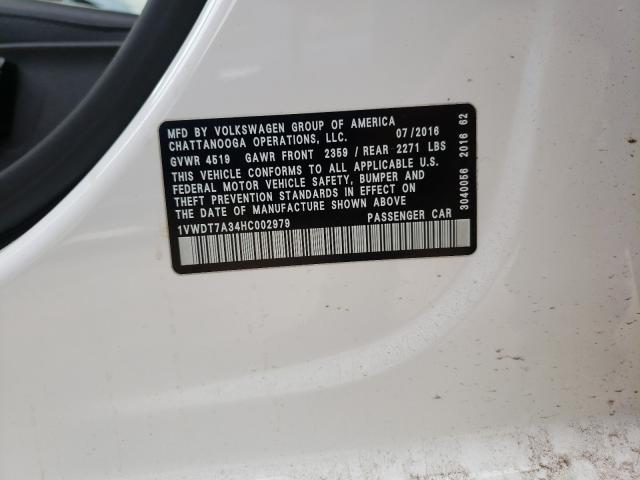 MFD BY VOLKSWAGEN GROUP OF AMERICA
CHATTANOOGA OPERATIONS, LLC. 07/2016
GVWR 4519 GAWR FRONT 2359 / REAR 2271 LBS
THIS VEHICLE CONFORMS TO ALL APPLICABLE U.S.
FEDERAL MOTOR VEHICLE SAFETY, BUMPER AND
THEFT PREVENTION STANDARDS IN EFFECT ON
THE DATE OF MANUFACTURE SHOWN ABOVE
1VWDT7A34HC002979 PASSENGER CAR
3040056 2016 62